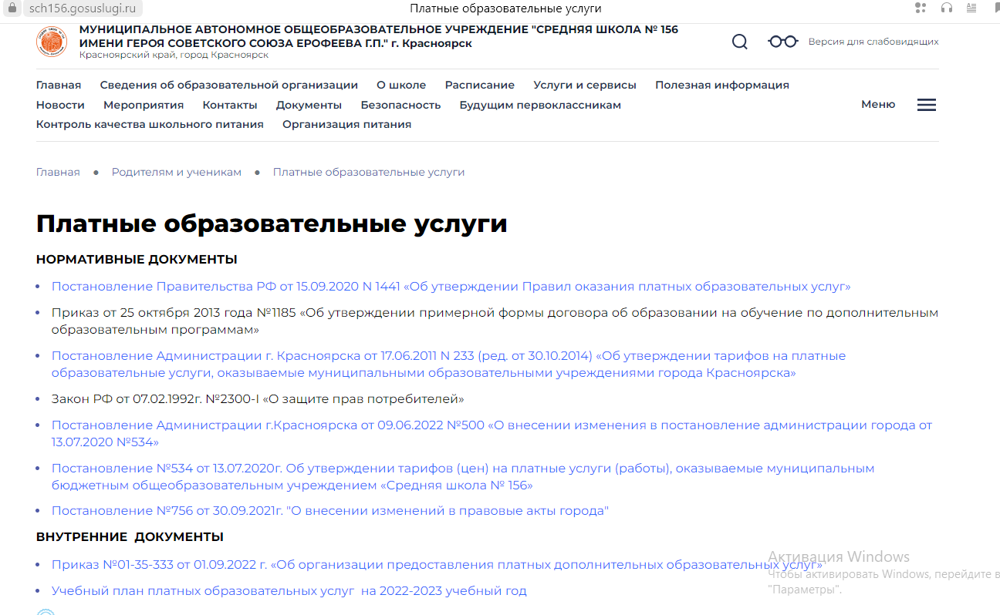 sch156.gosuslugi.ru
Платные образовательные услуги
МУНИЦИПАЛЬНОЕ АВТОНОМНОЕ ОБЩЕОБРАЗОВАТЕЛЬНОЕ УЧРЕЖДЕНИЕ "СРЕДНЯЯ ШКОЛА № 156
ИМЕНИ ГЕРОЯ СОВЕТСКОГО СОЮЗА ЕРОФЕЕВА Г.П." г. Красноярск
Красноярский край, город Красноярск
Версия для слабовидящих
Главная Сведения об образовательной организации О школе Расписание Услуги и сервисы Полезная информация
Новости Мероприятия Контакты Документы Безопасность Будущим первоклассникам
Меню
Контроль качества школьного питания Организация питания
Главная ● Родителям и ученикам ● Платные образовательные услуги
Платные образовательные услуги
НОРМАТИВНЫЕ ДОКУМЕНТЫ
• Постановление Правительства РФ от 15.09.2020 N 1441 «Об утверждении Правил оказания платных образовательных услуг»
• Приказ от 25 октября 2013 года №1185 «Об утверждении примерной формы договора об образовании на обучение по дополнительным
образовательным программам»
• Постановление Администрации г. Красноярска от 17.06.2011 N 233 (ред. от 30.10.2014) «Об утверждении тарифов на платные
образовательные услуги, оказываемые муниципальными образовательными учреждениями города Красноярска»
• Закон РФ от 07.02.1992г. №2300-I «О защите прав потребителей»
• Постановление Администрации г.Красноярска от 09.06.2022 №500 «О внесении изменения в постановление администрации города от
13.07.2020 №534»
• Постановление №534 от 13.07.2020г. Об утверждении тарифов (цен) на платные услуги (работы), оказываемые муниципальным
бюджетным общеобразовательным учреждением «Средняя школа № 156»
• Постановление №756 от 30.09.2021г. "О внесении изменений в правовые акты города"
ВНУТРЕННИЕ ДОКУМЕНТЫ
• Приказ №01-35-333 от 01.09.2022 г. «Об организации предоставления платных дополнительных образовательных услуг»
• Учебный план платных образовательных услуг на 2022-2023 учебный год
Активация Windows
Чтобы активировать Windows, перейдите в
"Параметры".